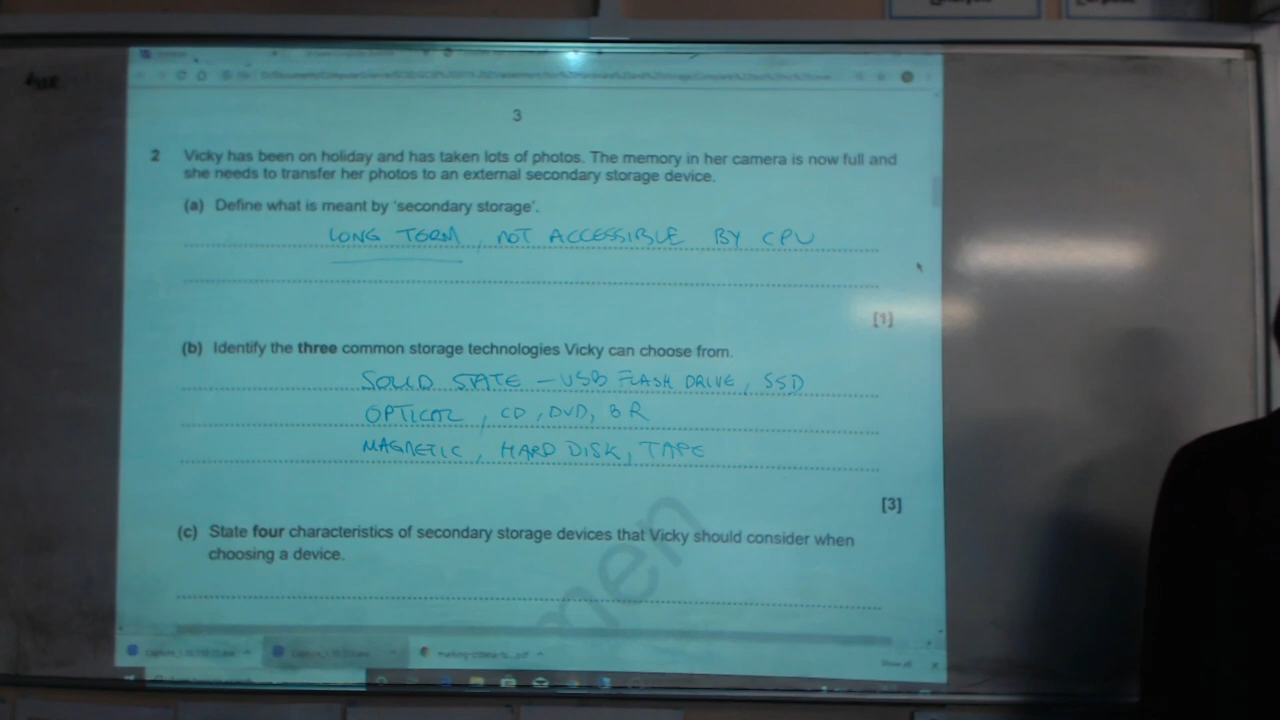 3
2 Vicky has been on holiday and has taken lots of photos. The memory in her camera is now full and
she needs to transfer her photos to an external secondary storage device.
(a) Define what is meant by 'secondary storage'.
LONG TERM, NOT ACCESSIBLE BY CPU
[1]
(b) Identify the three common storage technologies Vicky can choose from.
SOLID STATE - USB FLASH DRIVE, SSD
OPTICAL, CD, DVD, BR
MAGNETIC, HARD DISK, TAPE
[3]
(c) State four characteristics of secondary storage devices that Vicky should consider when
choosing a device.
men
Show all